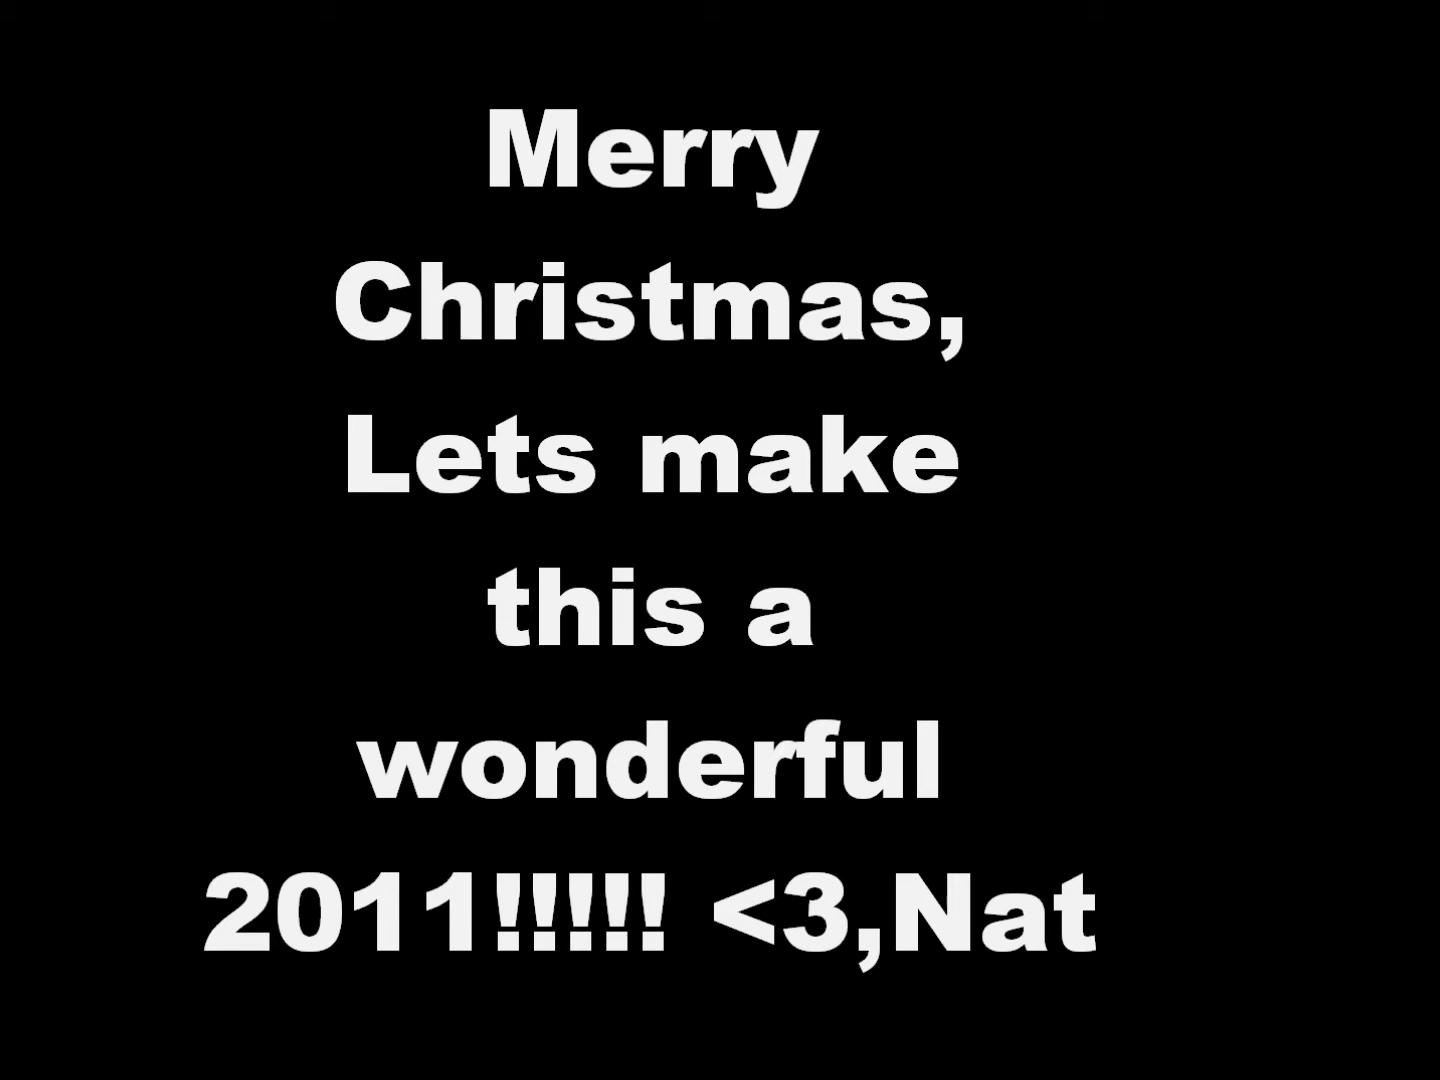 Merry
Christmas,
Lets make
this a
wonderful
2011!!!!! <3,Nat